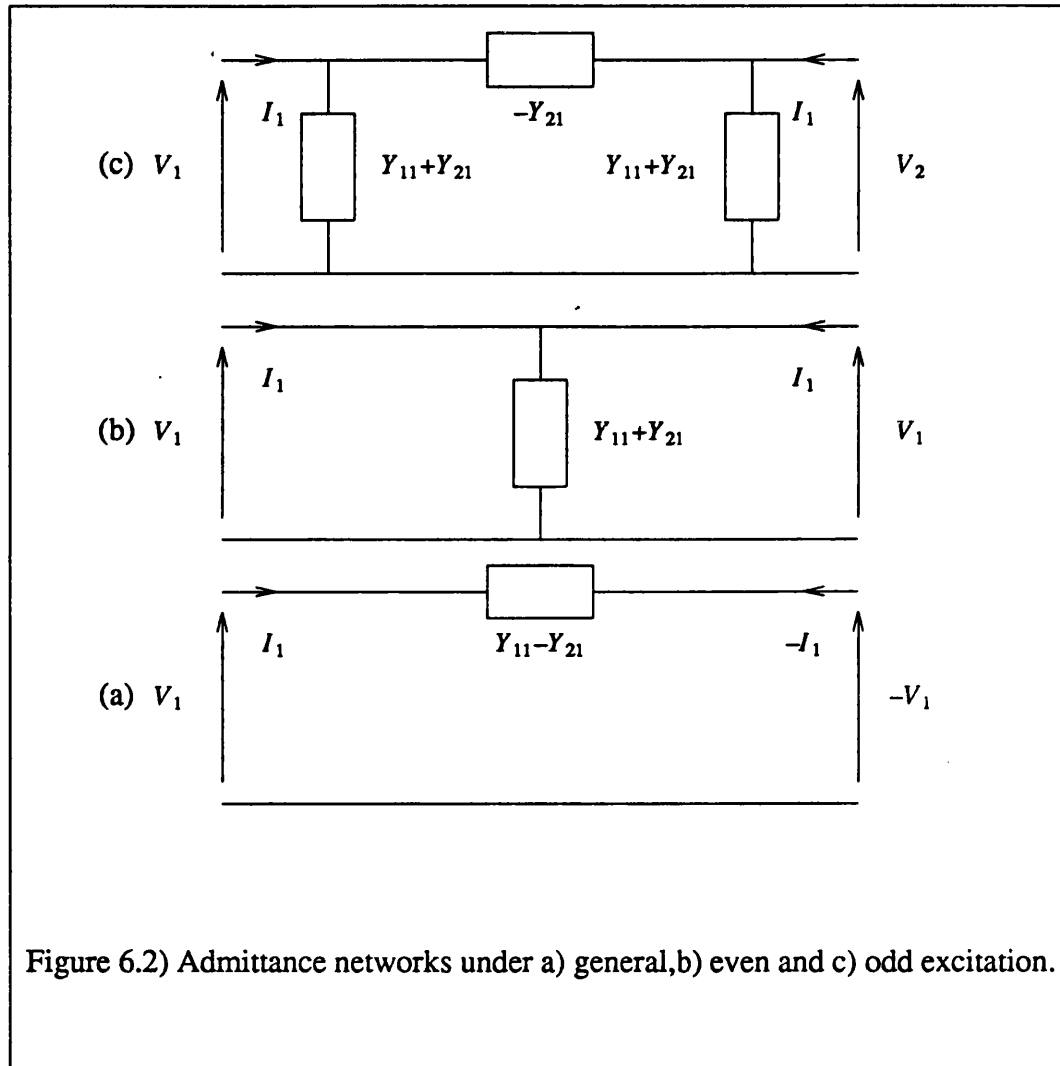 –Y21
I1 I1
(c) V1 Y11+Y21 Y11+Y21 V2
I1 I1
(b) V1 Y11+Y21 V1
I1 Y11–Y21 –I1
(a) V1 –V1
Figure 6.2) Admittance networks under a) general,b) even and c) odd excitation.